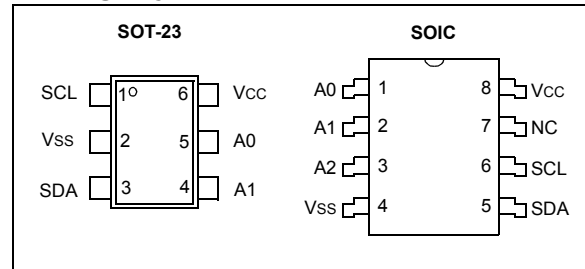 SOT-23
SCL 1 6 VCC
VSS 2 5 A0
SDA 3 4 A1
SOIC
A0 1 8 VCC
A1 2 7 NC
A2 3 6 SCL
VSS 4 5 SDA